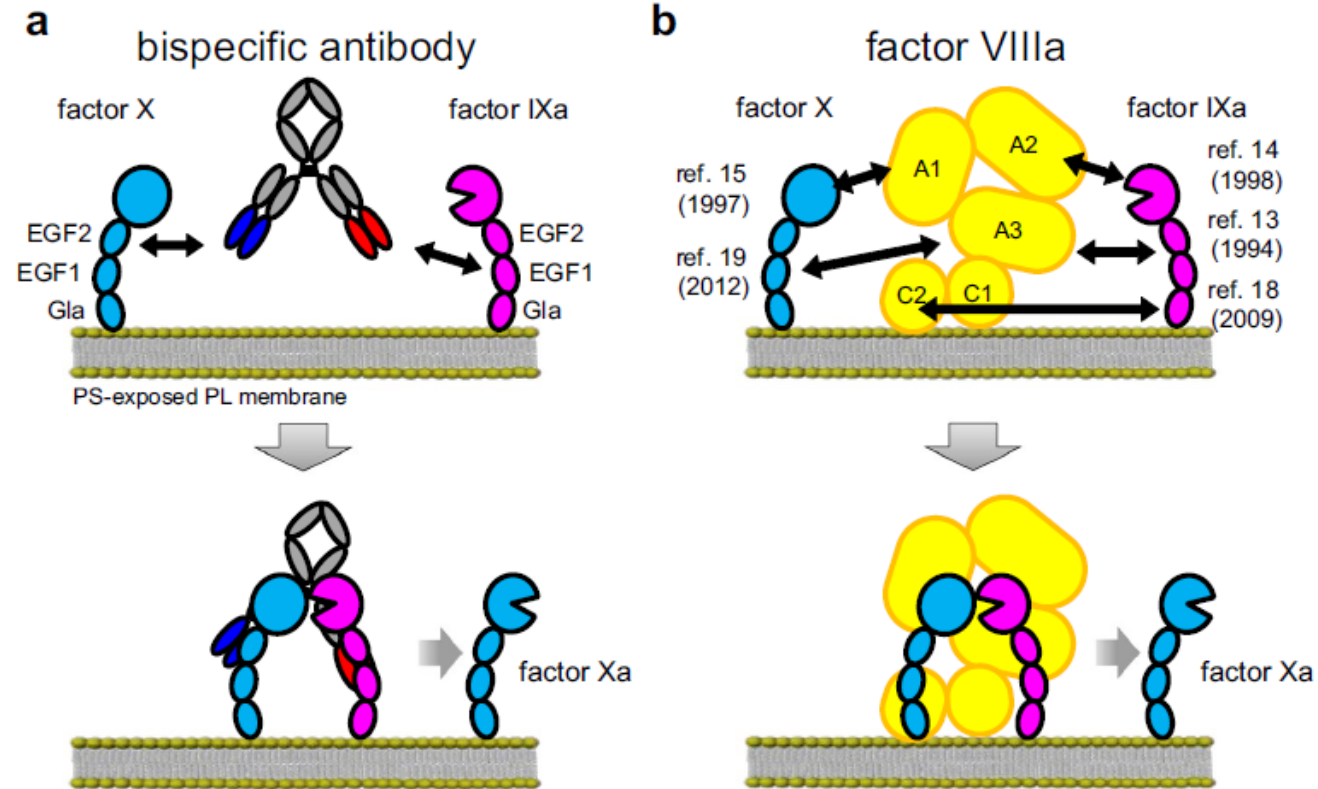 a
bispecific antibody
factor X
factor IXa
EGF2
EGF1
Gla
EGF2
EGF1
Gla
PS-exposed PL membrane
factor Xa
b
factor VIIIa
factor X
factor IXa
ref. 15
(1997)
ref. 19
(2012)
A1
A2
A3
C2
C1
ref. 14
(1998)
ref. 13
(1994)
ref. 18
(2009)
factor Xa